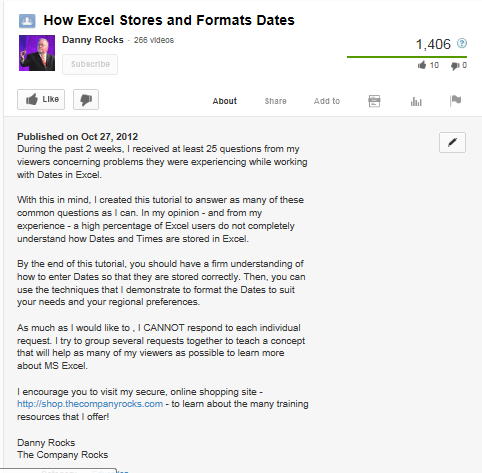 How Excel Stores and Formats Dates
Danny Rocks · 266 videos
Subscribe
1,406 ?
10 0
Like
About Share Add to
Published on Oct 27, 2012
During the past 2 weeks, I received at least 25 questions from my
viewers concerning problems they were experiencing while working
with Dates in Excel.
With this in mind, I created this tutorial to answer as many of these
common questions as I can. In my opinion - and from my
experience - a high percentage of Excel users do not completely
understand how Dates and Times are stored in Excel.
By the end of this tutorial, you should have a firm understanding of
how to enter Dates so that they are stored correctly. Then, you can
use the techniques that I demonstrate to format the Dates to suit
your needs and your regional preferences.
As much as I would like to , I CANNOT respond to each individual
request. I try to group several requests together to teach a concept
that will help as many of my viewers as possible to learn more
about MS Excel.
I encourage you to visit my secure, online shopping site -
http://shop.thecompanyrocks.com - to learn about the many training
resources that I offer!
Danny Rocks
The Company Rocks